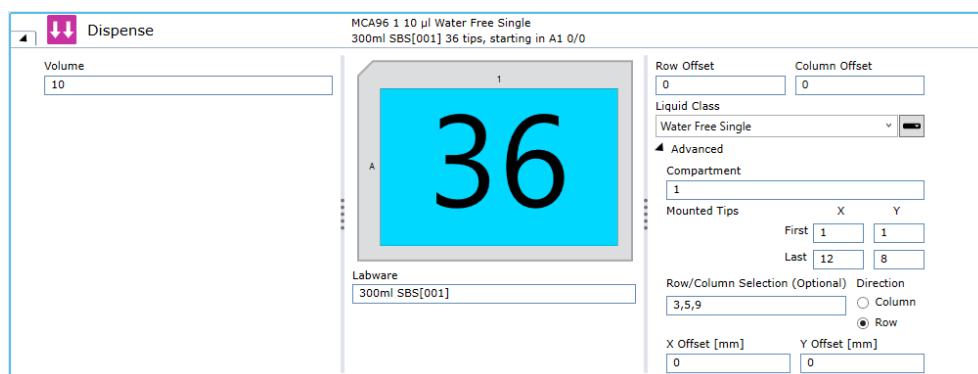 Dispense
MCA96 1 10 µl Water Free Single
300ml SBS[001] 36 tips, starting in A1 0/0
Volume
10
1
A
36
Labware
300ml SBS[001]
Row Offset Column Offset
0 0
Liquid Class
Water Free Single
Advanced
Compartment
1
Mounted Tips X Y
First 1 1
Last 12 8
Row/Column Selection (Optional) Direction
3,5,9
Column
Row
X Offset [mm] Y Offset [mm]
0 0